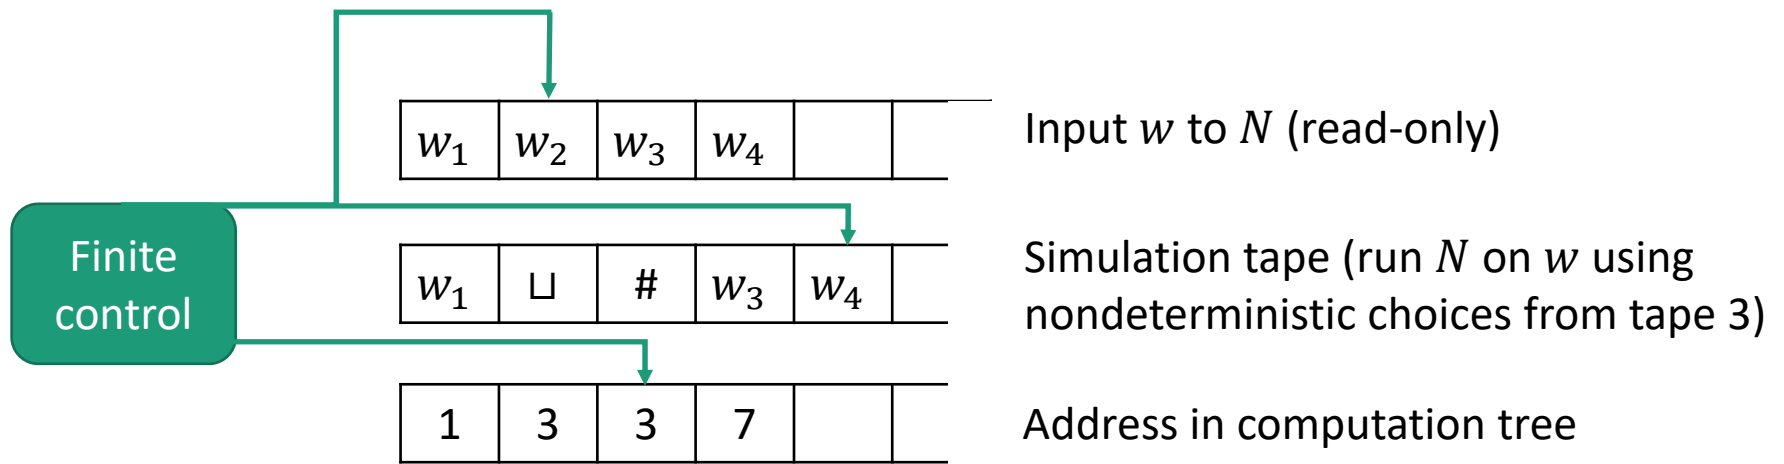 w₁ w₂ w₃ w₄
Input w to N (read-only)
Finite
control
w₁ ⊔ # w₃ w₄
Simulation tape (run N on w using
nondeterministic choices from tape 3)
1 3 3 7
Address in computation tree